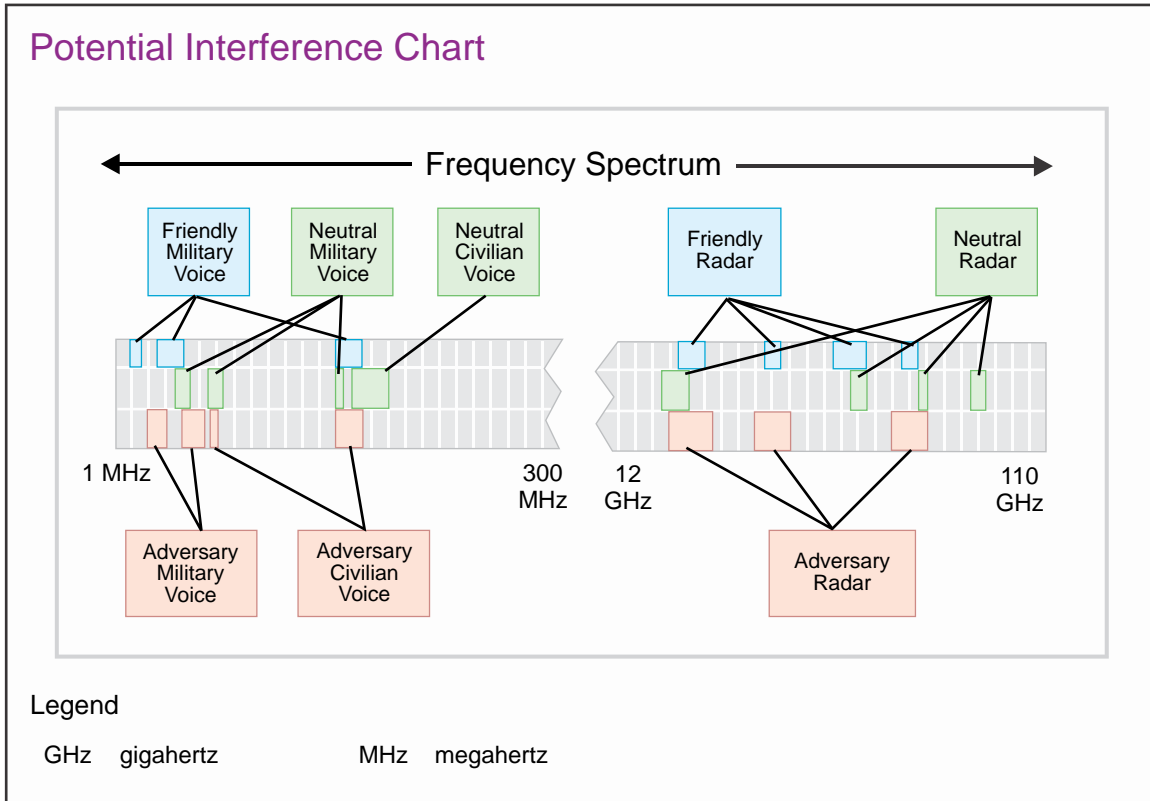 Potential Interference Chart
Frequency Spectrum
Friendly
Military
Voice
Neutral
Military
Voice
Neutral
Civilian
Voice
Friendly
Radar
Neutral
Radar
1 MHz
300
MHz
12
GHz
110
GHz
Adversary
Military
Voice
Adversary
Civilian
Voice
Adversary
Radar
Legend
GHz gigahertz MHz megahertz